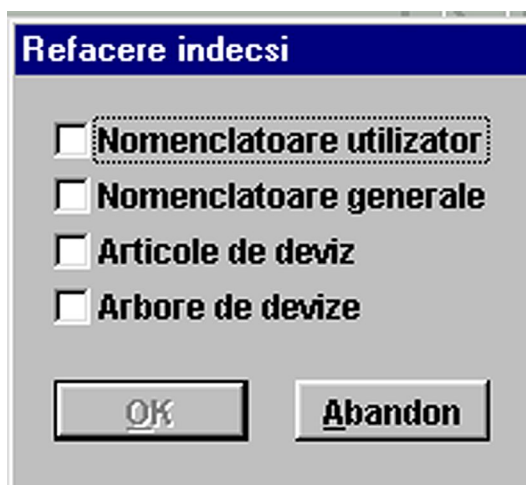 Refacere indecsi
Nomenclatoare utilizator
Nomenclatoare generale
Articole de deviz
Arbore de devize
OK Abandon